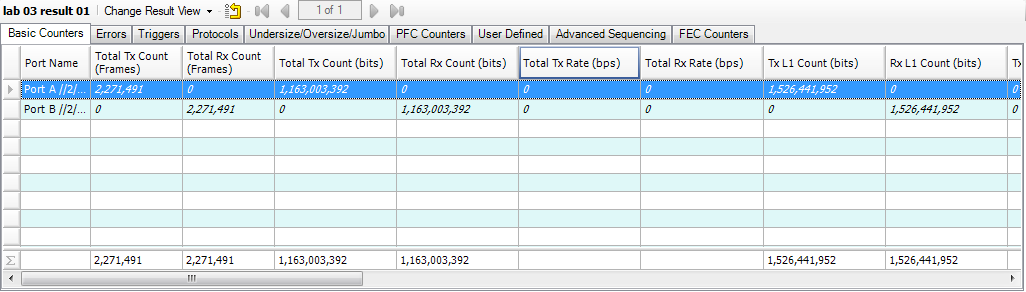 lab 03 result 01 Change Result View 1 of 1
Basic Counters Errors Triggers Protocols Undersize/Oversize/Jumbo PFC Counters User Defined Advanced Sequencing FEC Counters
Port Name Total Tx Count (Frames) Total Rx Count (Frames) Total Tx Count (bits) Total Rx Count (bits) Total Tx Rate (bps) Total Rx Rate (bps) Tx L1 Count (bits) Rx L1 Count (bits) Tx
Port A //2/... 2,271,491 0 1,163,003,392 0 0 0 1,526,441,952 0 0
Port B //2/... 0 2,271,491 0 1,163,003,392 0 0 0 1,526,441,952 0
Σ 2,271,491 2,271,491 1,163,003,392 1,163,003,392 1,526,441,952 1,526,441,952